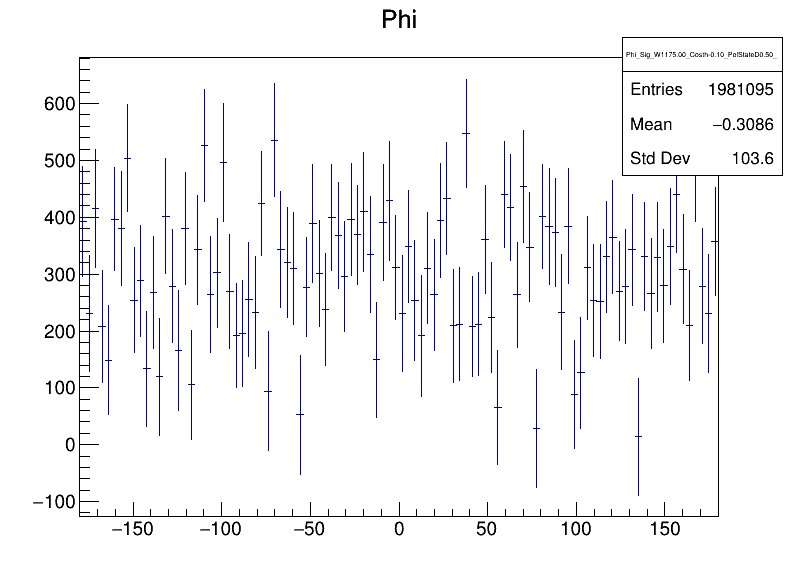 Phi
Phi_Sig_W1175.00_Costh-0.10_PolStateD0.50_
Entries 1981095
Mean −0.3086
Std Dev 103.6
600
500
400
300
200
100
0
−100
−150 −100 −50 0 50 100 150